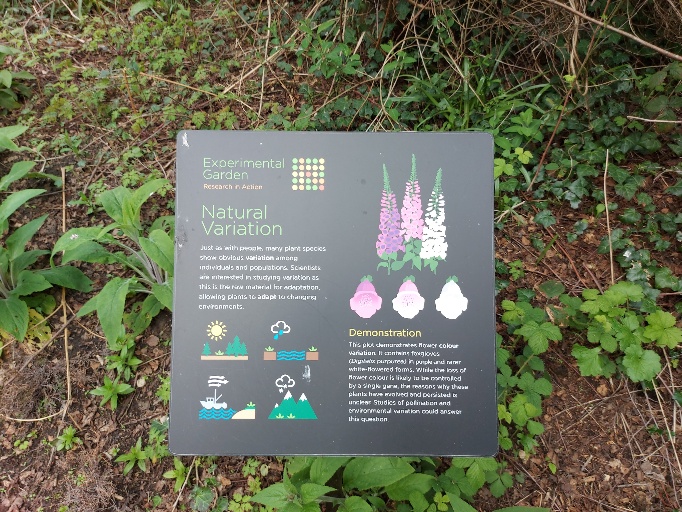 Experimental
Garden
Research in Action
Natural
Variation
Just as with people, many plant species
show obvious variation among
individuals and populations. Scientists
are interested in studying variation as
this is the raw material for adaptation,
allowing plants to adapt to changing
environments.
Demonstration
This plot demonstrates flower colour
variation. It contains foxgloves
(Digitalis purpurea) in purple and rarer
white-flowered forms. While the loss of
flower colour is likely to be controlled
by a single gene, the reasons why these
plants have evolved and persisted is
unclear. Studies of pollination and
environmental variation could answer
this question